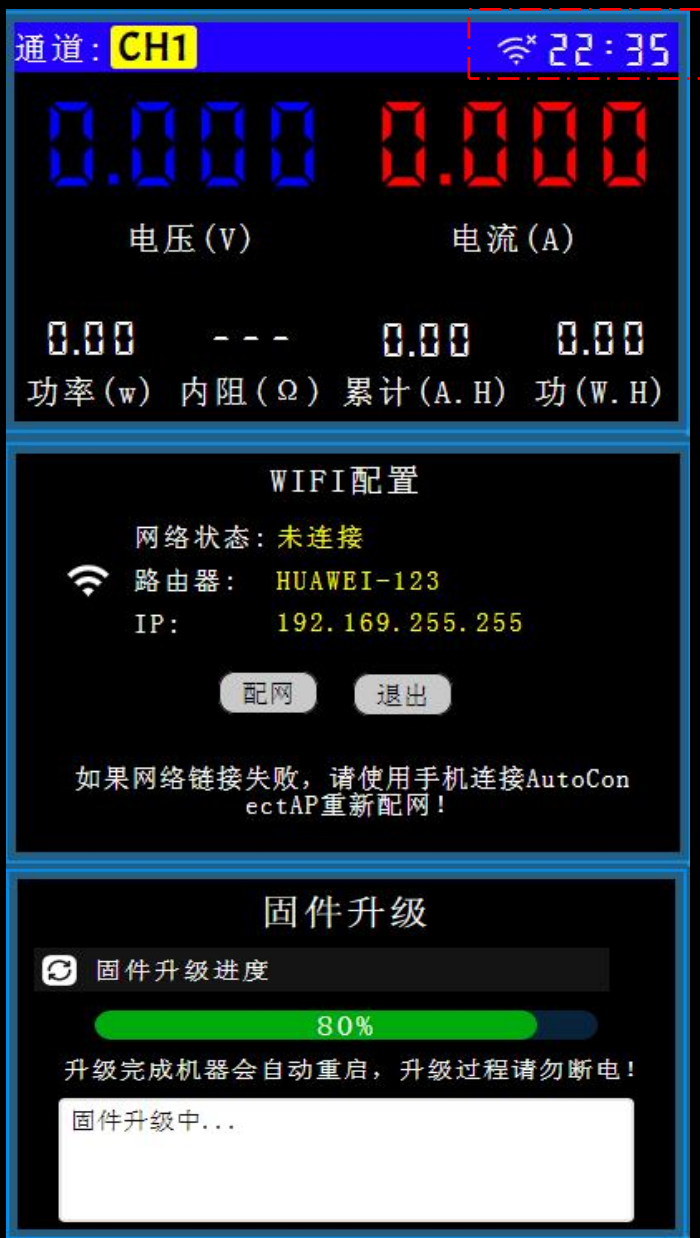 通道: CH1 22:35
0.000 0.000
电压(V) 电流(A)
0.00 --- 0.00 0.00
功率(w) 内阻(Ω) 累计(A.H) 功(W.H)
WIFI配置
网络状态: 未连接
路由器: HUAWEI-123
IP: 192.169.255.255
配网 退出
如果网络链接失败，请使用手机连接AutoCon
ectAP重新配网！
固件升级
固件升级进度
80%
升级完成机器会自动重启，升级过程请勿断电！
固件升级中...